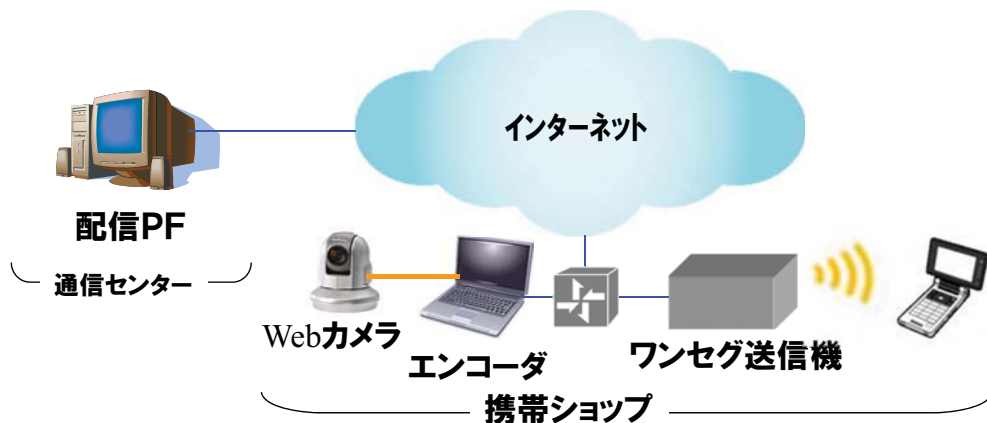 インターネット
配信PF
通信センター
Webカメラ
エンコーダ
ワンセグ送信機
携帯ショップ